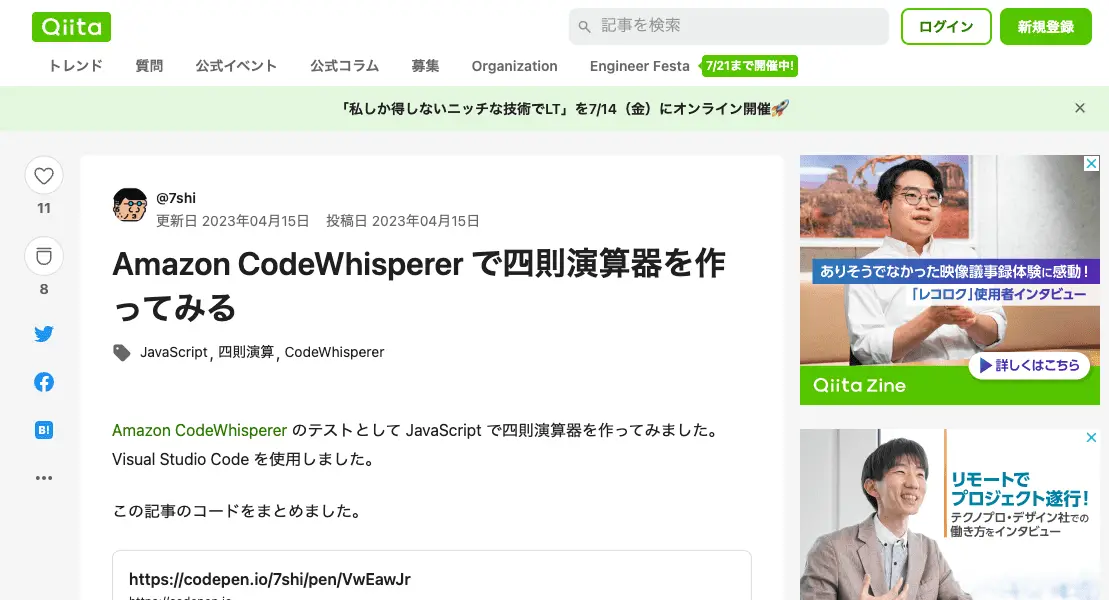 Qiita
記事を検索
ログイン
新規登録
トレンド
質問
公式イベント
公式コラム
募集
Organization
Engineer Festa
7/21まで開催中!
「私しか得しないニッチな技術でLT」を7/14（金）にオンライン開催🚀
11
8
B!
@7shi
更新日 2023年04月15日 投稿日 2023年04月15日
Amazon CodeWhisperer で四則演算器を作
ってみる
JavaScript, 四則演算, CodeWhisperer
Amazon CodeWhisperer のテストとして JavaScript で四則演算器を作ってみました。
Visual Studio Code を使用しました。
この記事のコードをまとめました。
https://codepen.io/7shi/pen/VwEawJr
https://codepen.io
ありそうでなかった映像議事録体験に感動！
「レコログ」使用者インタビュー
▶詳しくはこちら
Qiita Zine
リモートで
プロジェクト遂行！
テクノプロ・デザイン社での
働き方をインタビュー